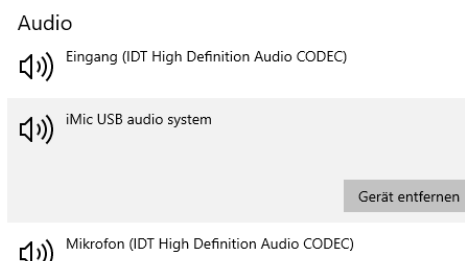 Audio
Eingang (IDT High Definition Audio CODEC)
iMic USB audio system
Gerät entfernen
Mikrofon (IDT High Definition Audio CODEC)